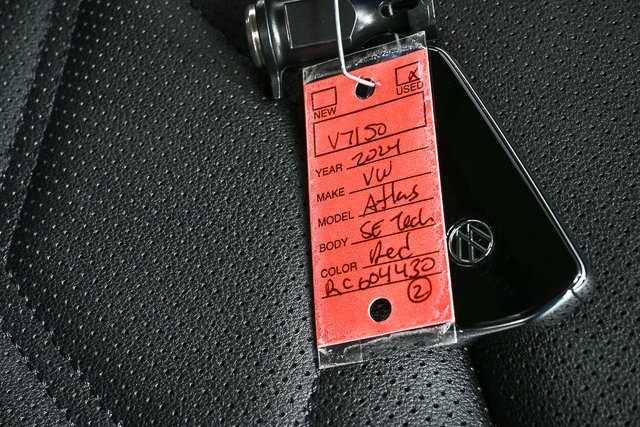 X
NEW USED
V7150
YEAR 2024
MAKE VW
MODEL Atlas
BODY SE Tech
COLOR Red
RC604430
2